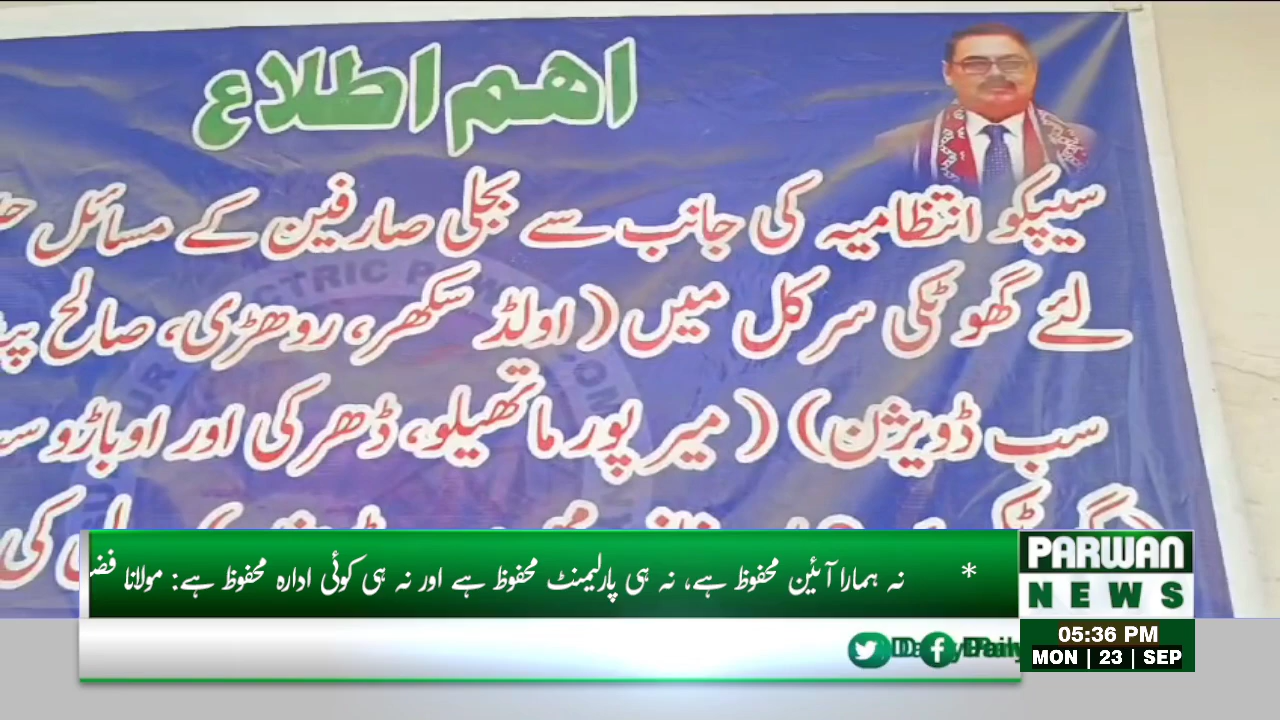 اھم اطلاع
سیپکو انتظامیہ کی جانب سے بجلی صارفین کے مسائل
لئے گھوٹکی سرکل میں (اولڈ سکھر، روھڑی، صالح
سب ڈویژن) (میرپور ماتھیلو، ڈھرکی اور اوباڑو
* نہ ہمارا آئین محفوظ ہے، نہ ہی پارلیمنٹ محفوظ ہے اور نہ ہی کوئی ادارہ محفوظ ہے: مولانا
PARWAN
NEWS
05:36 PM
MON | 23 | SEP